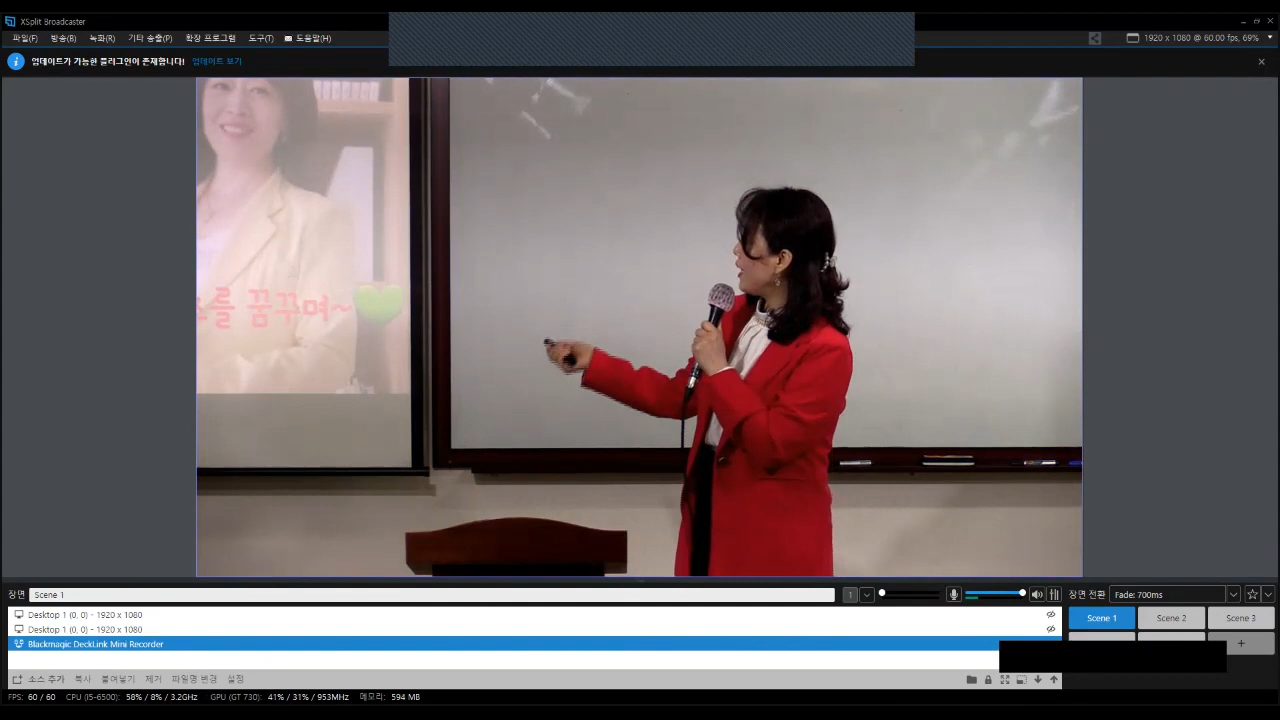 XSplit Broadcaster
파일(F) 방송(B) 녹화(R) 기타 송출(P) 확장 프로그램 도구(T) 도움말(H) 1920 x 1080 @ 60.00 fps, 69%
업데이트가 가능한 플러그인이 존재합니다! 업데이트 보기
를 꿈꾸며~
장면 Scene 1 1 장면 전환 Fade: 700ms
Desktop 1 (0, 0) - 1920 x 1080
Desktop 1 (0, 0) - 1920 x 1080
Blackmagic DeckLink Mini Recorder
Scene 1 Scene 2 Scene 3
+
소스 추가 복사 붙여넣기 제거 파일명 변경 설정
FPS: 60 / 60 CPU (I5-6500): 58% / 8% / 3.2GHz GPU (GT 730): 41% / 31% / 953MHz 메모리: 594 MB